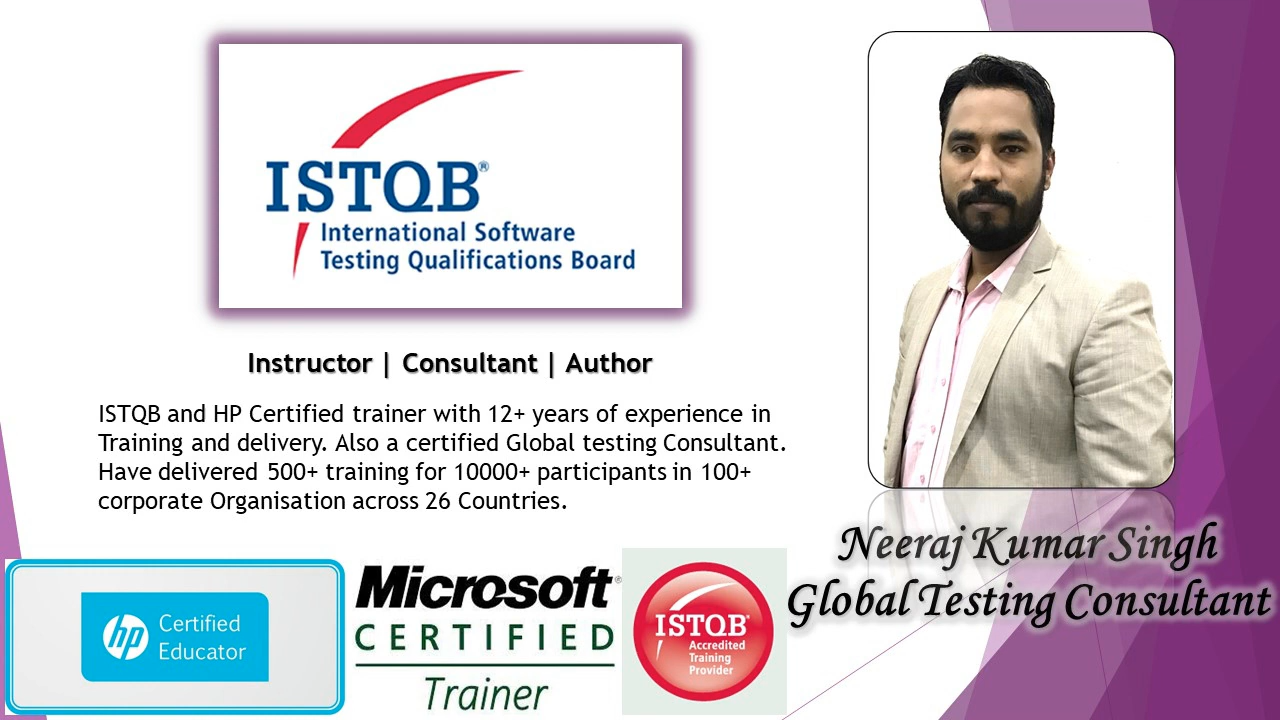 ISTQB®
International Software
Testing Qualifications Board
Instructor | Consultant | Author
ISTQB and HP Certified trainer with 12+ years of experience in
Training and delivery. Also a certified Global testing Consultant.
Have delivered 500+ training for 10000+ participants in 100+
corporate Organisation across 26 Countries.
Neeraj Kumar Singh
Global Testing Consultant
hp
Certified
Educator
Microsoft®
CERTIFIED
Trainer
ISTQB®
Accredited
Training
Provider